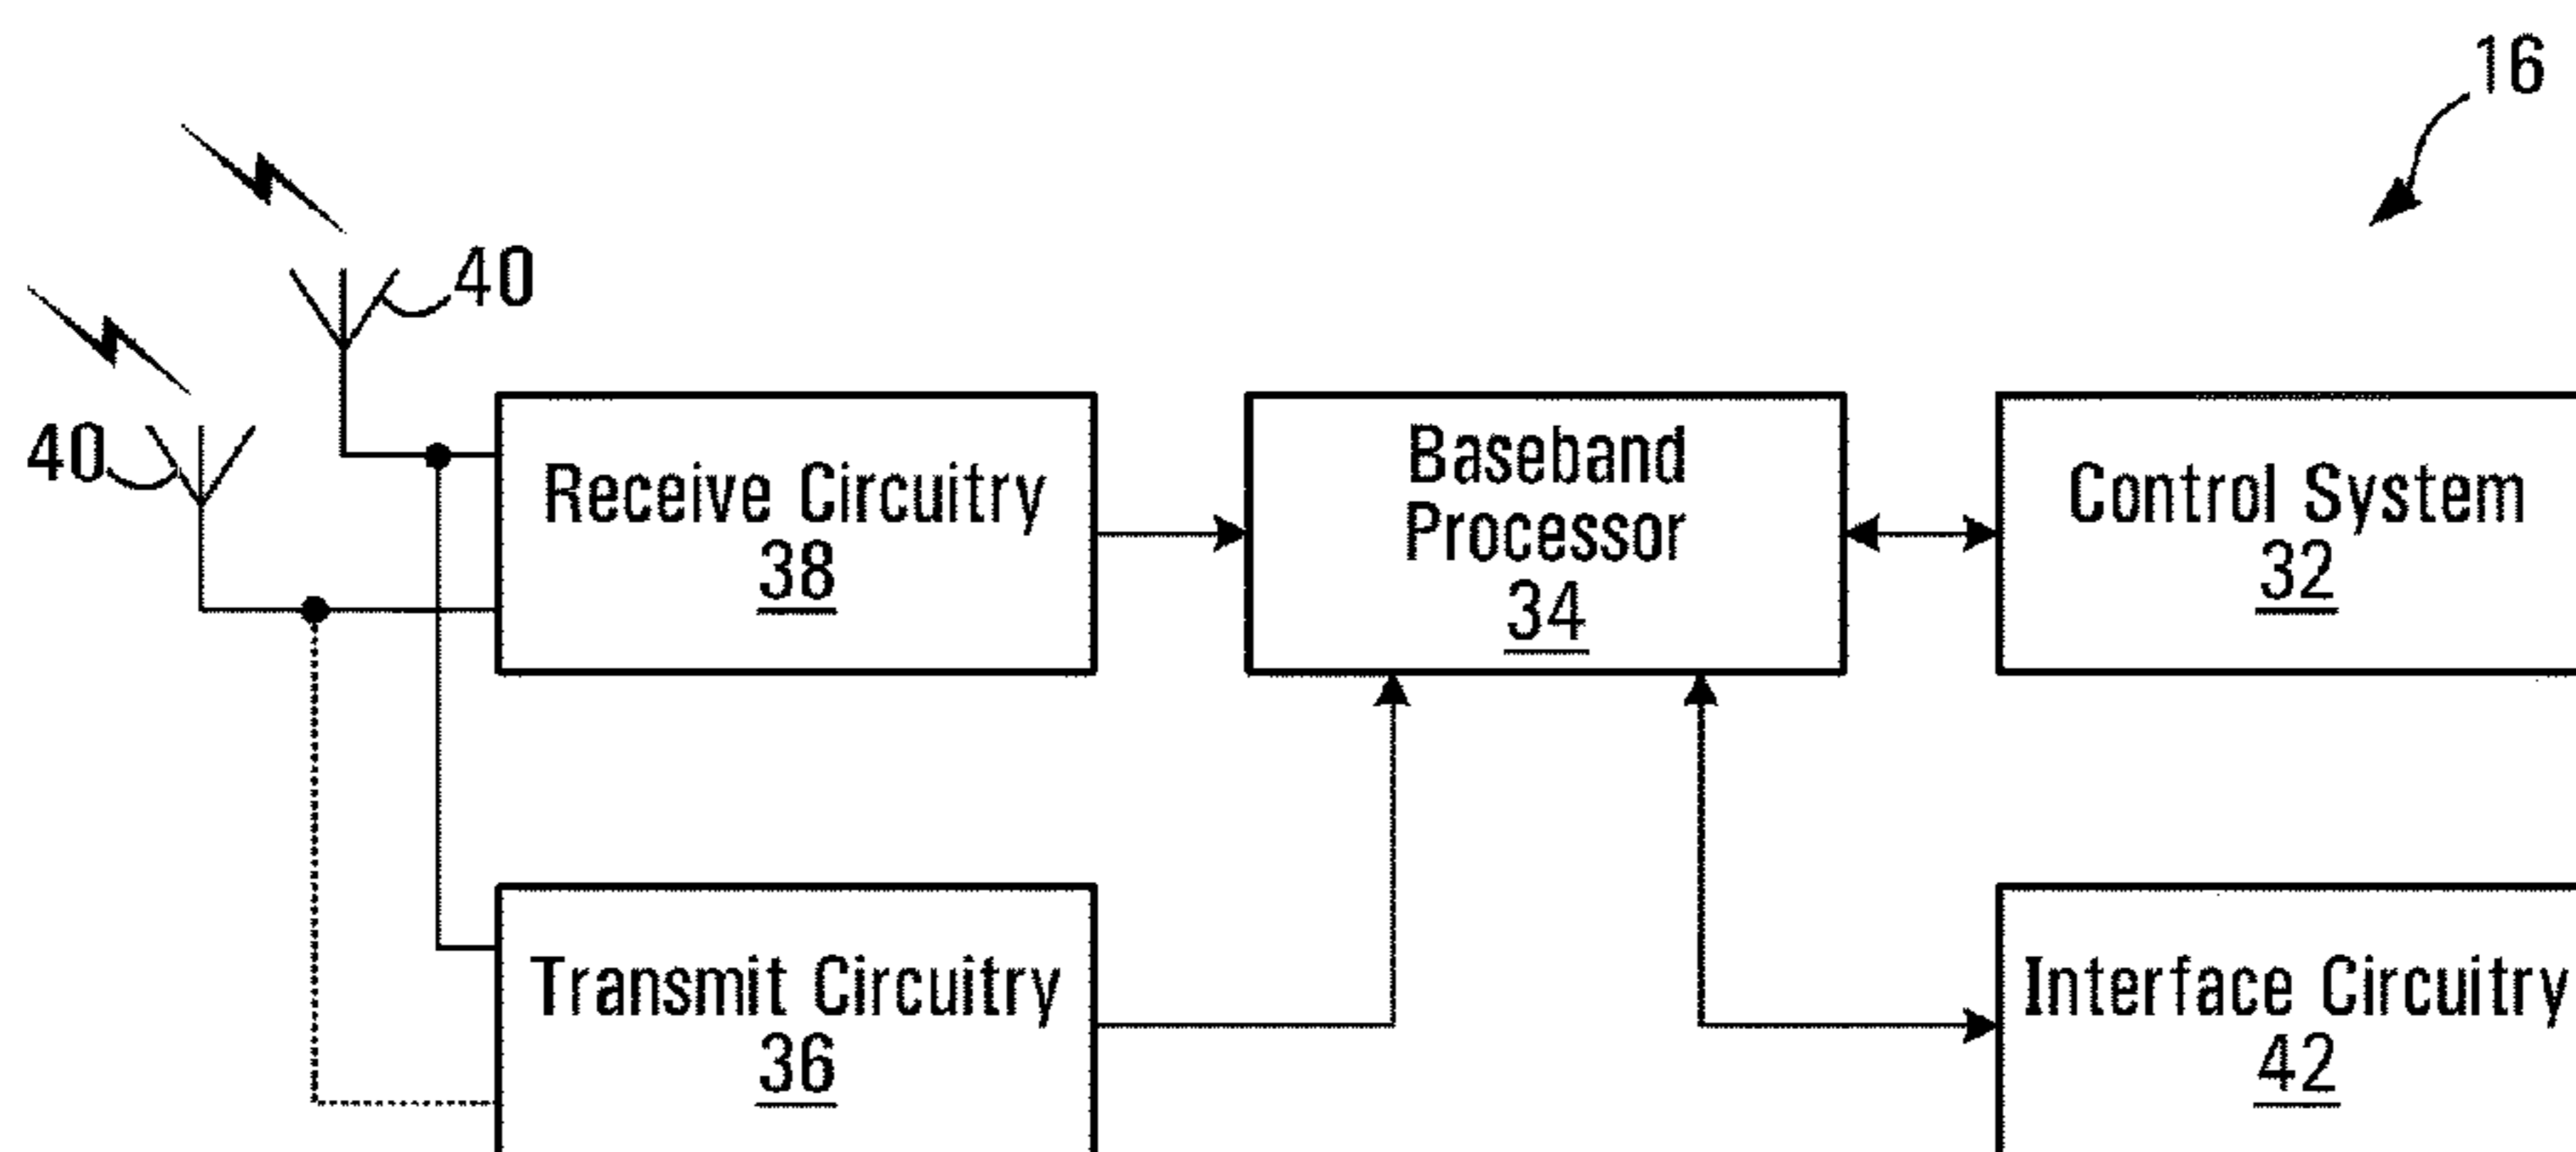 16
40
40
Receive Circuitry
38
Baseband
Processor
34
Control System
32
Transmit Circuitry
36
Interface Circuitry
42